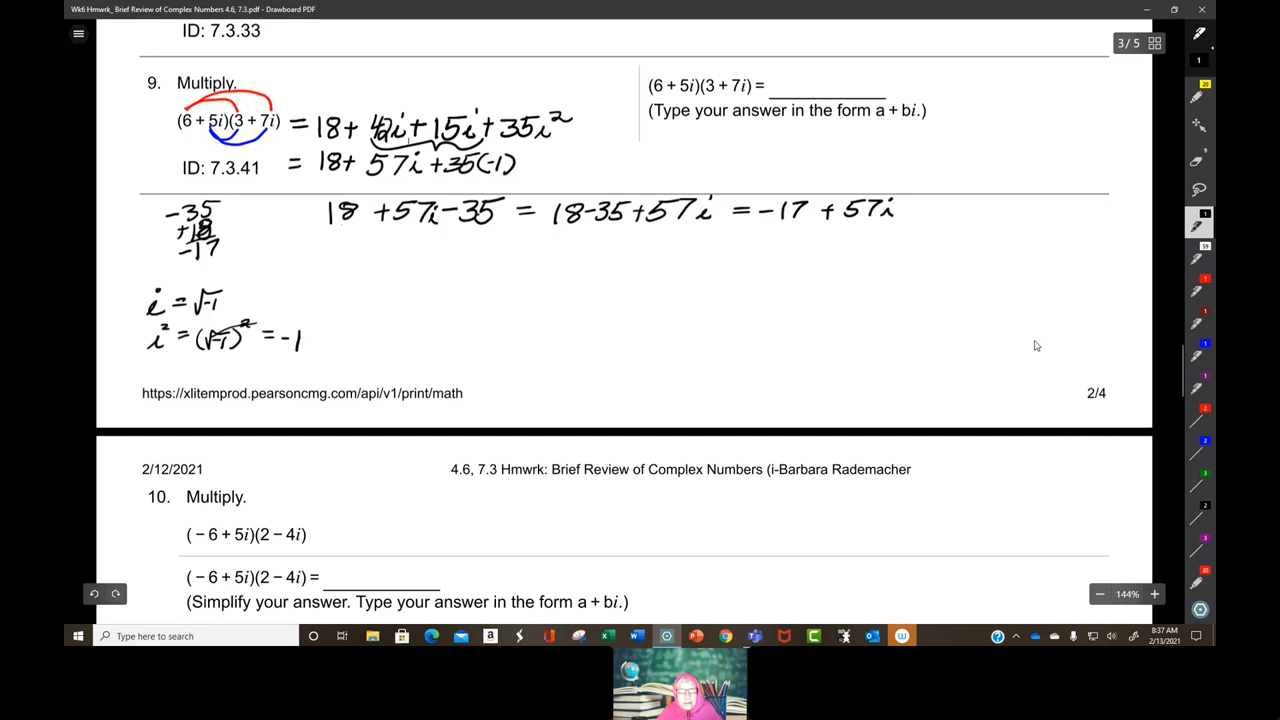 Wk6 Hmwrk_ Brief Review of Complex Numbers 4.6, 7.3.pdf - Drawboard PDF
ID: 7.3.33
3 / 5
9. Multiply.
(6 + 5i)(3 + 7i) = 18 + 42i + 15i + 35i²
= 18 + 57i + 35(-1)
ID: 7.3.41
(6 + 5i)(3 + 7i) =
(Type your answer in the form a + bi.)
18 + 57i - 35 = 18 - 35 + 57i = -17 + 57i
-35
+18
-17
i = √-1
i² = (√-1)² = -1
https://xlitemprod.pearsoncmg.com/api/v1/print/math
2/4
2/12/2021
4.6, 7.3 Hmwrk: Brief Review of Complex Numbers (i-Barbara Rademacher
10. Multiply.
( − 6 + 5i)(2 − 4i)
( − 6 + 5i)(2 − 4i) =
(Simplify your answer. Type your answer in the form a + bi.)
144%
Type here to search
8:37 AM
2/13/2021